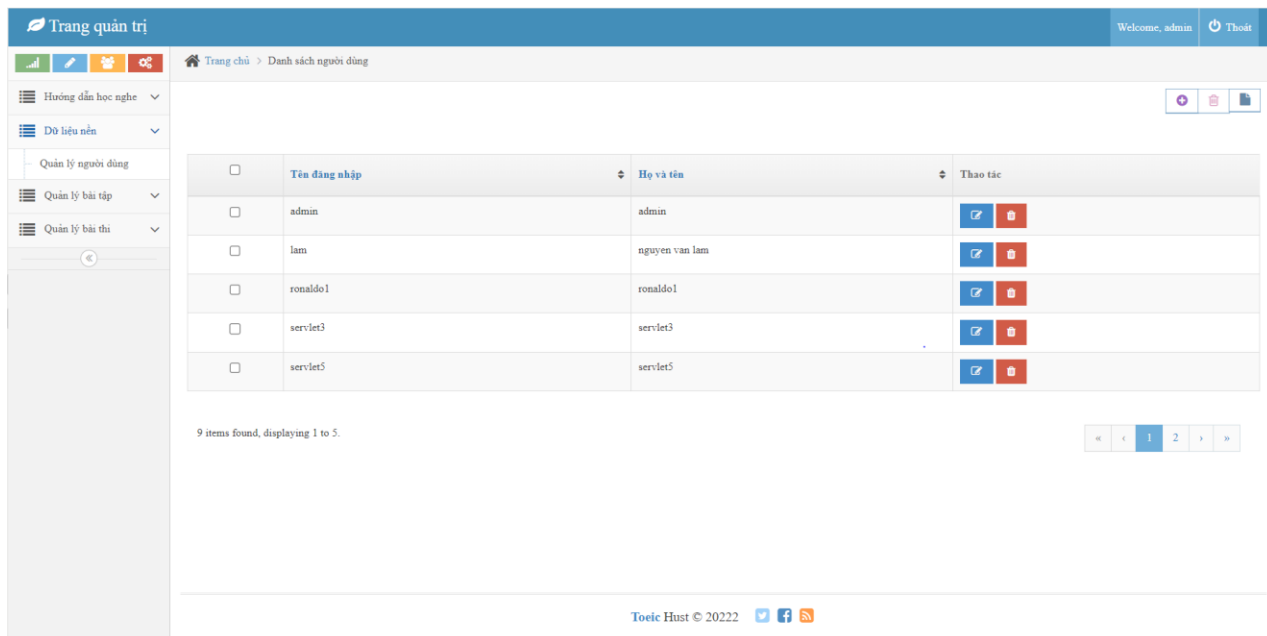 Trang quản trị
Welcome, admin
Thoát
Trang chủ > Danh sách người dùng
Hướng dẫn học nghe
Dữ liệu nền
Quản lý người dùng
Quản lý bài tập
Quản lý bài thi
Tên đăng nhập Họ và tên Thao tác
admin admin
lam nguyen van lam
ronaldo1 ronaldo1
servlet3 servlet3
servlet5 servlet5
9 items found, displaying 1 to 5.
« ‹ 1 2 › »
Toeic Hust © 20222